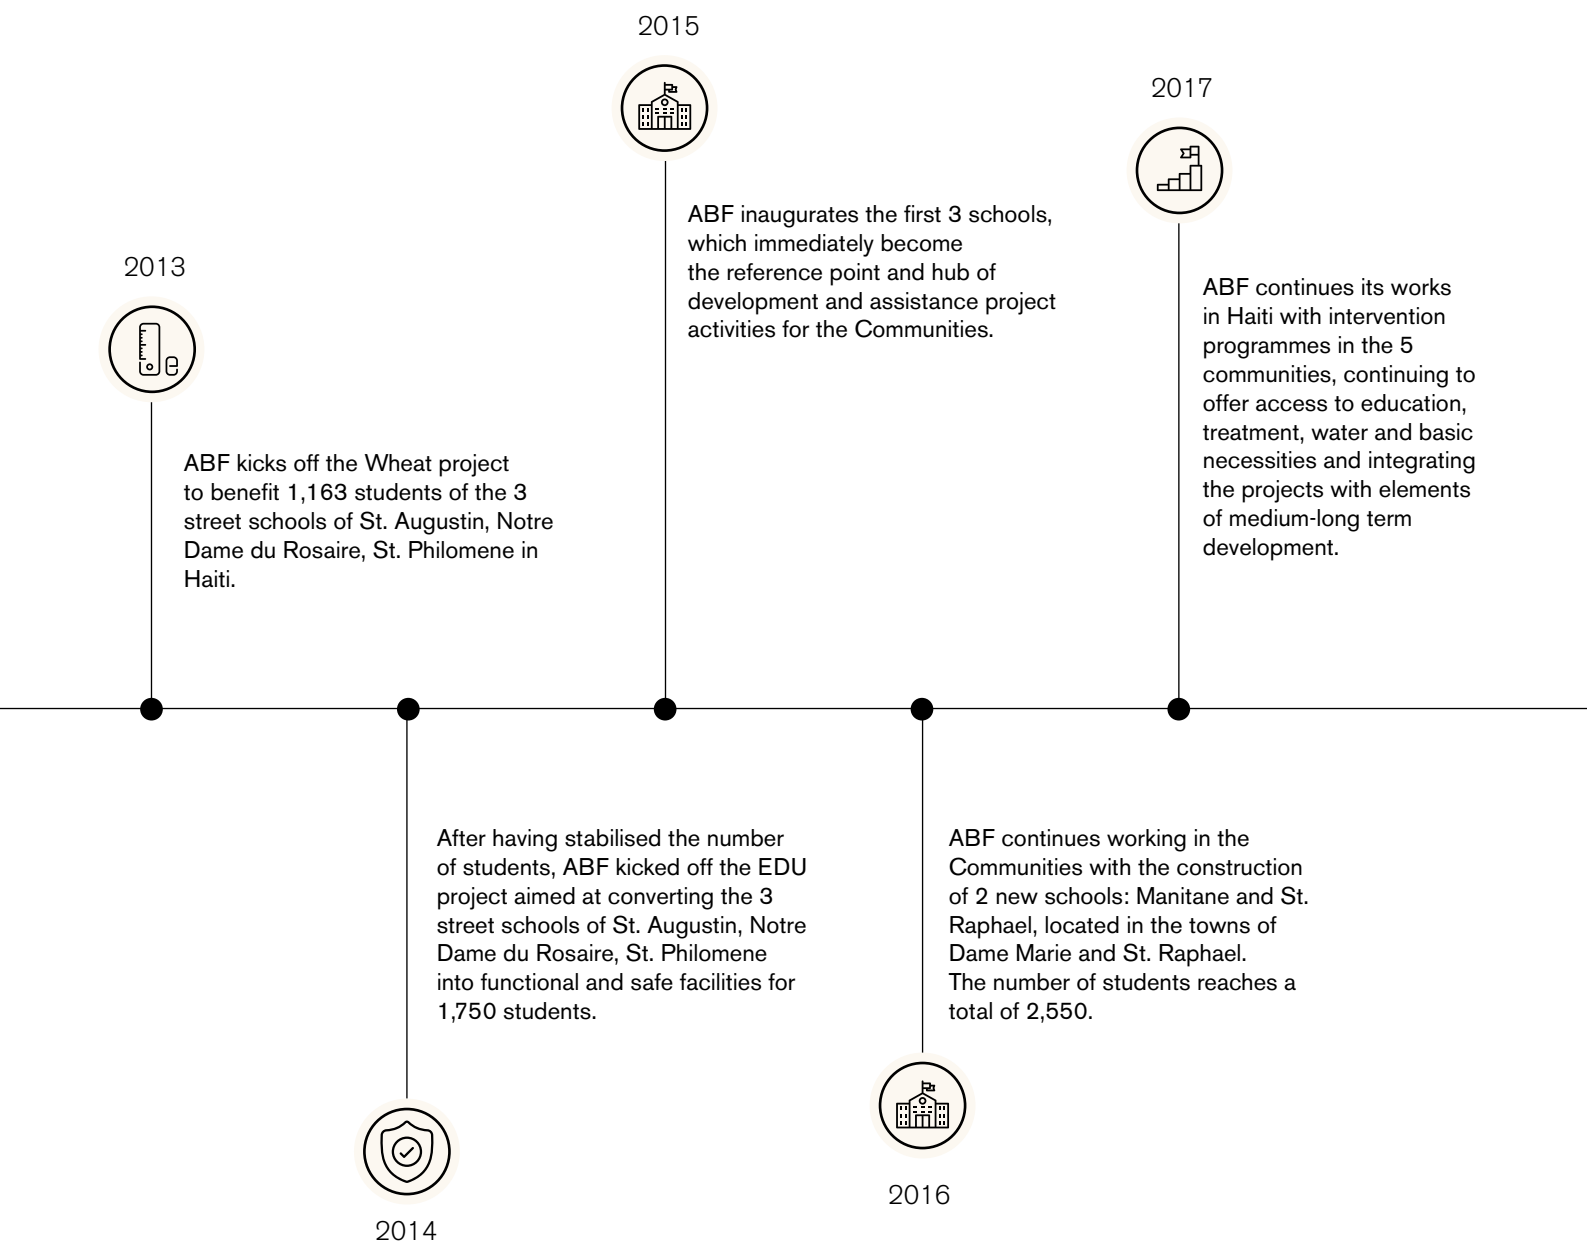 2013
ABF kicks off the Wheat project
to benefit 1,163 students of the 3
street schools of St. Augustin, Notre
Dame du Rosaire, St. Philomene in
Haiti.
After having stabilised the number
of students, ABF kicked off the EDU
project aimed at converting the 3
street schools of St. Augustin, Notre
Dame du Rosaire, St. Philomene
into functional and safe facilities for
1,750 students.
2014
2015
ABF inaugurates the first 3 schools,
which immediately become
the reference point and hub of
development and assistance project
activities for the Communities.
ABF continues working in the
Communities with the construction
of 2 new schools: Manitane and St.
Raphael, located in the towns of
Dame Marie and St. Raphael.
The number of students reaches a
total of 2,550.
2016
2017
ABF continues its works
in Haiti with intervention
programmes in the 5
communities, continuing to
offer access to education,
treatment, water and basic
necessities and integrating
the projects with elements
of medium-long term
development.